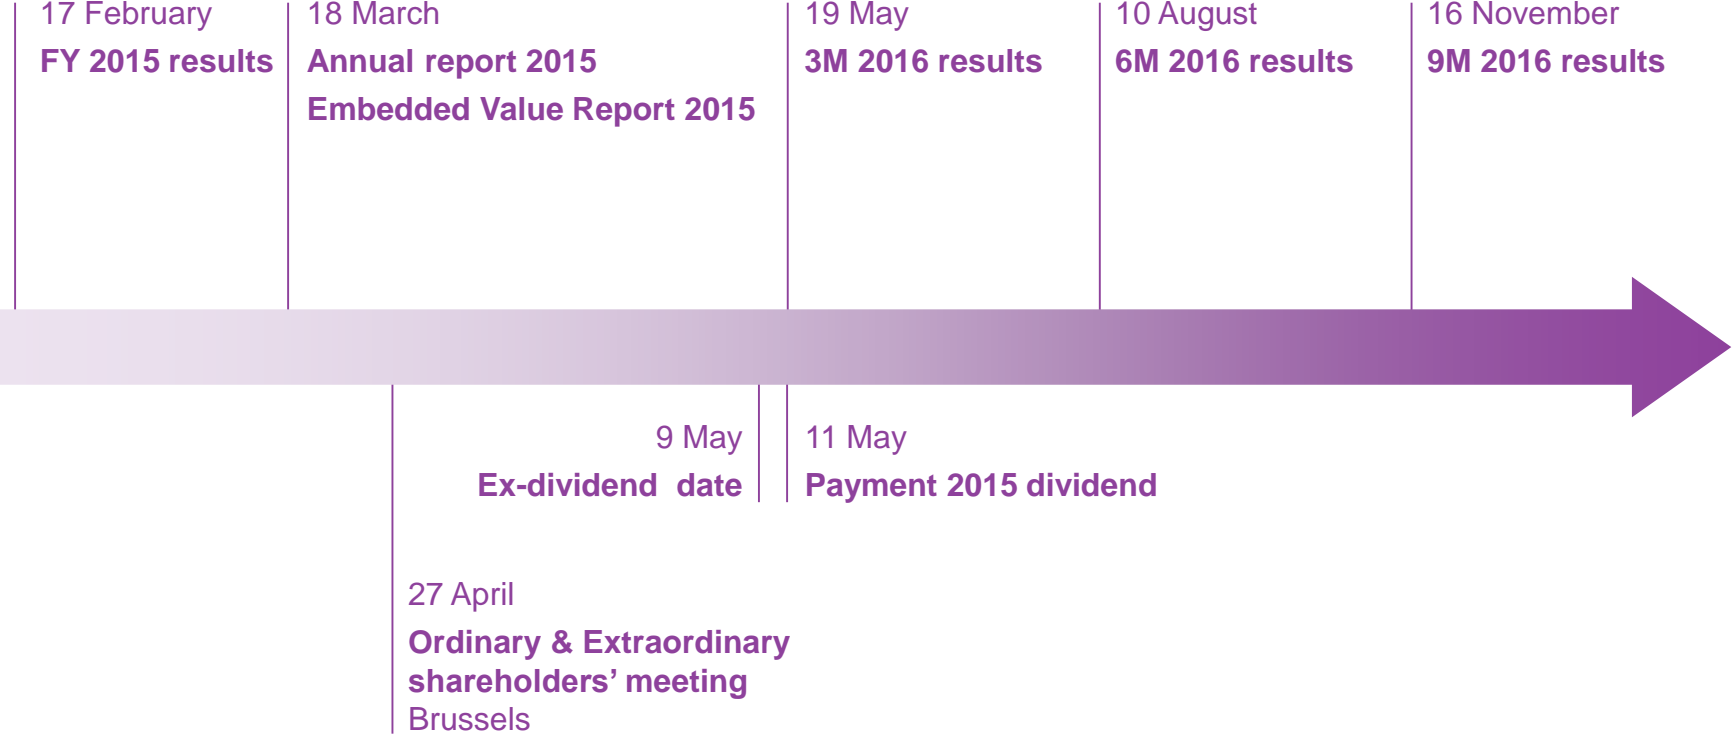 17 February
FY 2015 results
18 March
Annual report 2015
Embedded Value Report 2015
19 May
3M 2016 results
10 August
6M 2016 results
16 November
9M 2016 results
9 May
Ex-dividend  date
11 May
Payment 2015 dividend
27 April
Ordinary & Extraordinary
shareholders’ meeting
Brussels